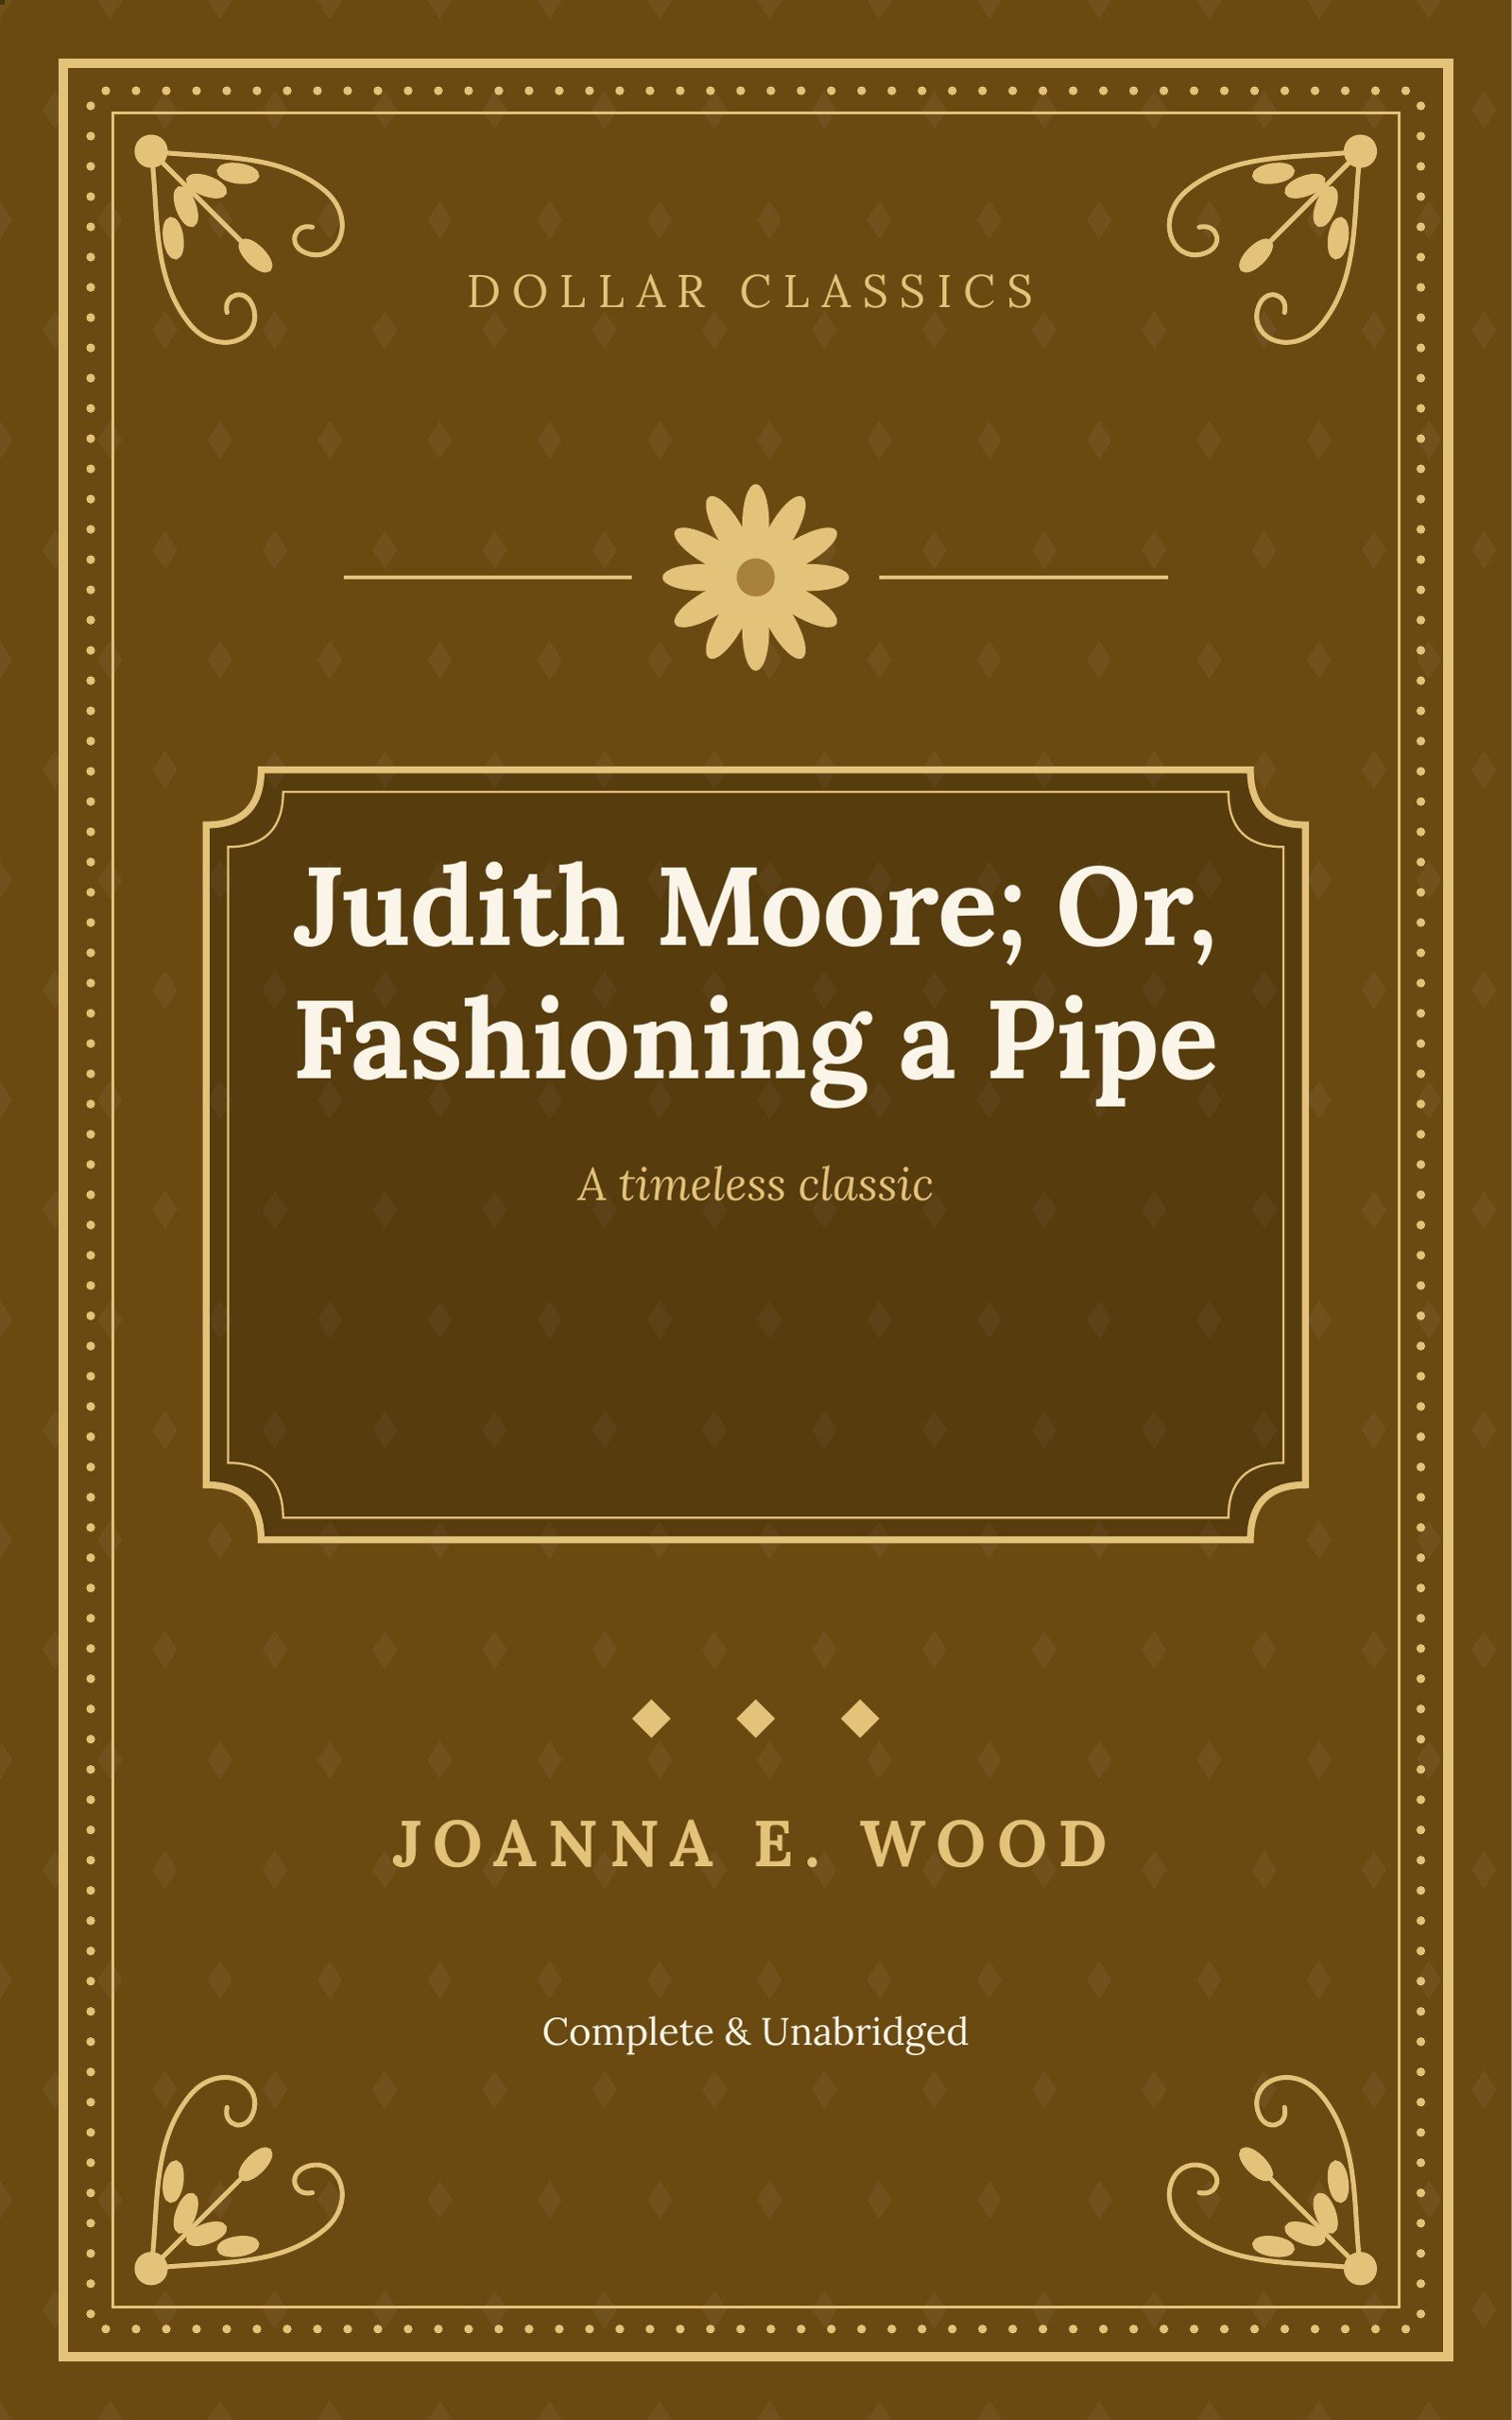 DOLLAR CLASSICS
Judith Moore; Or,
Fashioning a Pipe
A timeless classic
JOANNA E. WOOD
Complete & Unabridged